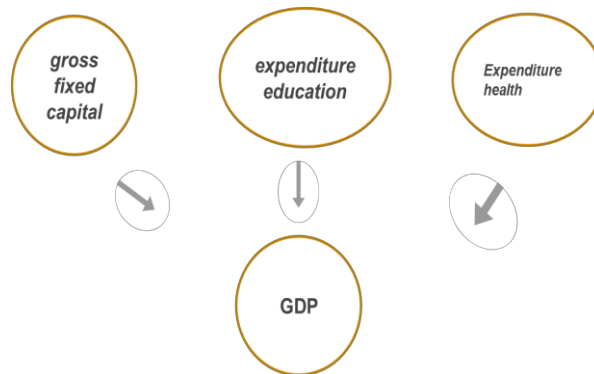 gross
fixed
capital
expenditure
education
Expenditure
health
GDP